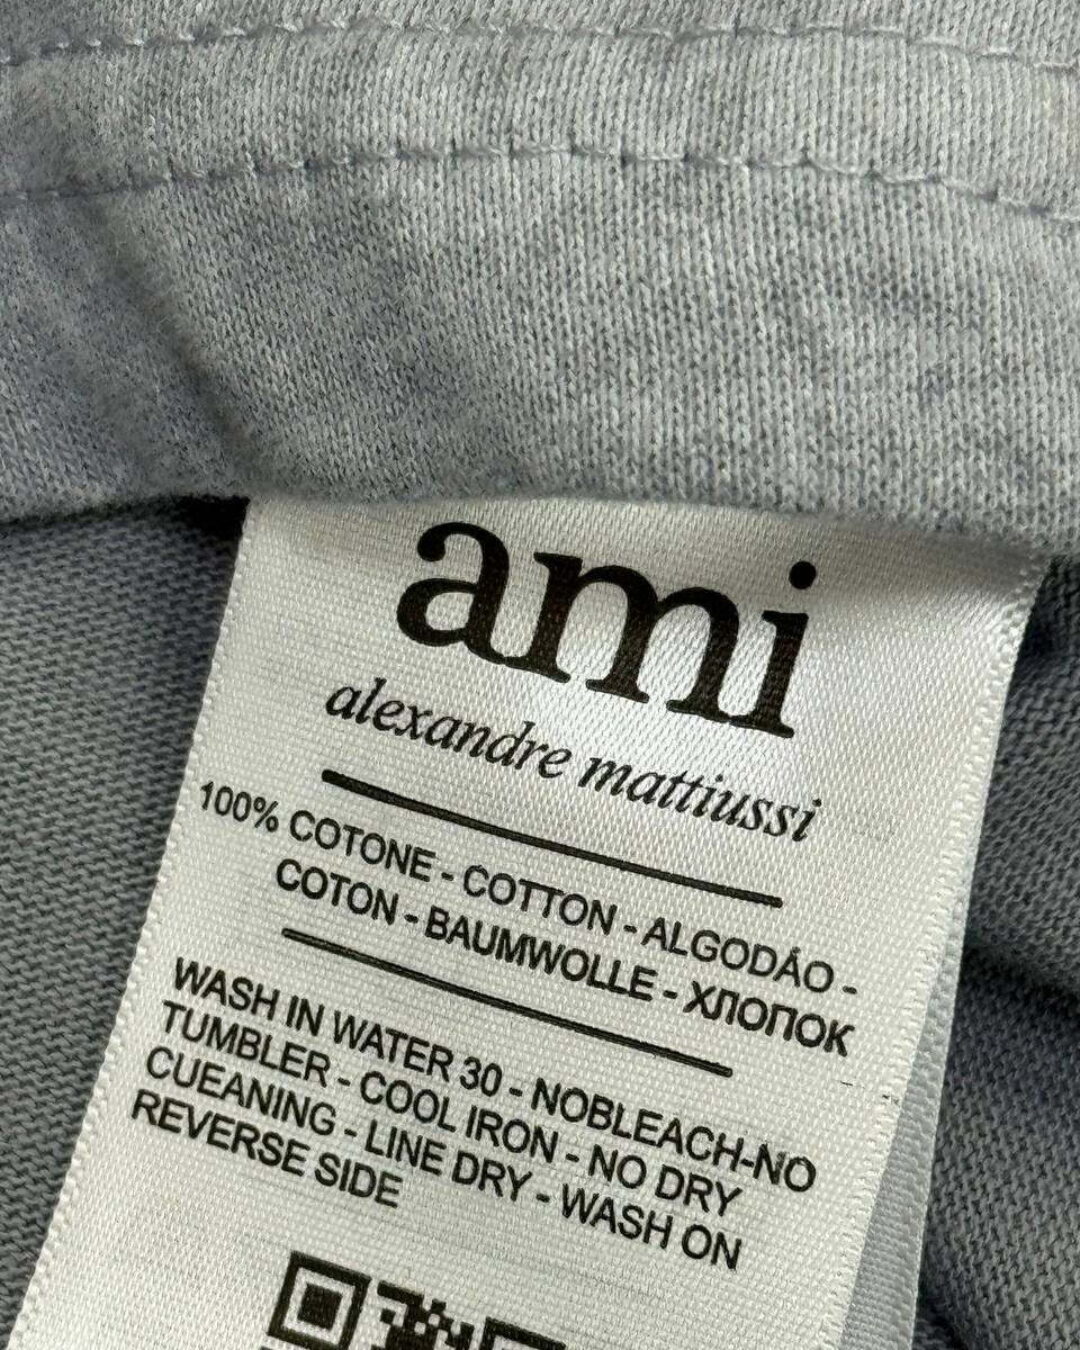 ami
alexandre mattiussi
100% COTONE - COTTON - ALGODÁO -
COTON - BAUMWOLLE - ХЛОПОК
WASH IN WATER 30 - NOBLEACH-NO
TUMBLER - COOL IRON - NO DRY
CUEANING - LINE DRY - WASH ON
REVERSE SIDE